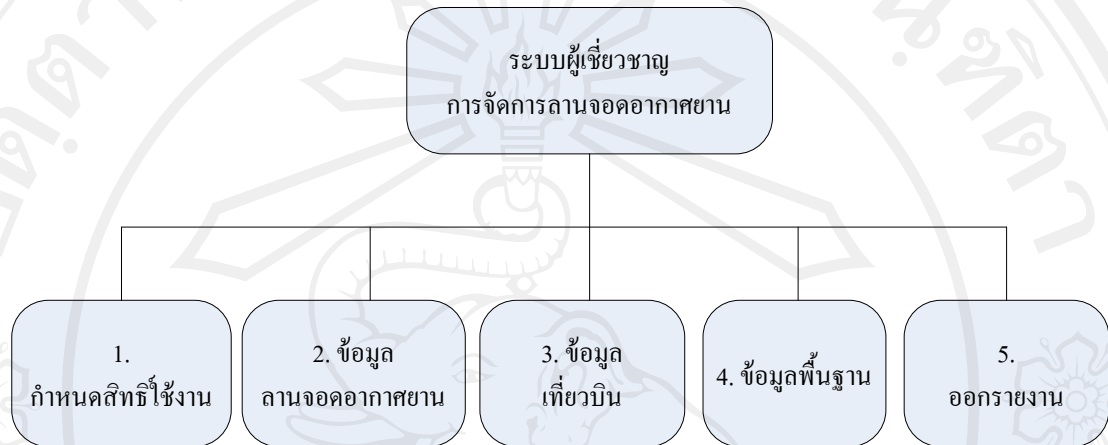 ระบบผู้เชี่ยวชาญ
การจัดการลานจอดอากาศยาน
1.
กำหนดสิทธิ์ใช้งาน
2. ข้อมูล
ลานจอดอากาศยาน
3. ข้อมูล
เที่ยวบิน
4. ข้อมูลพื้นฐาน
5.
ออกรายงาน